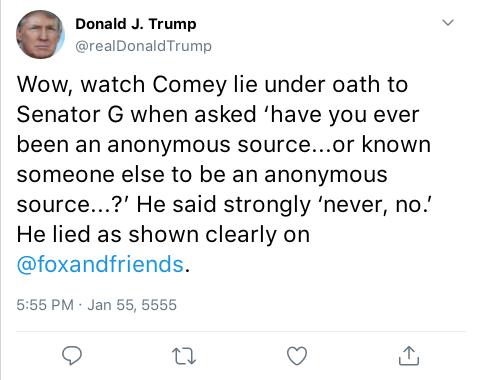 Donald J. Trump
@realDonaldTrump
Wow, watch Comey lie under oath to
Senator G when asked ‘have you ever
been an anonymous source...or known
someone else to be an anonymous
source...?’ He said strongly ‘never, no.’
He lied as shown clearly on
@foxandfriends.
5:55 PM · Jan 55, 5555